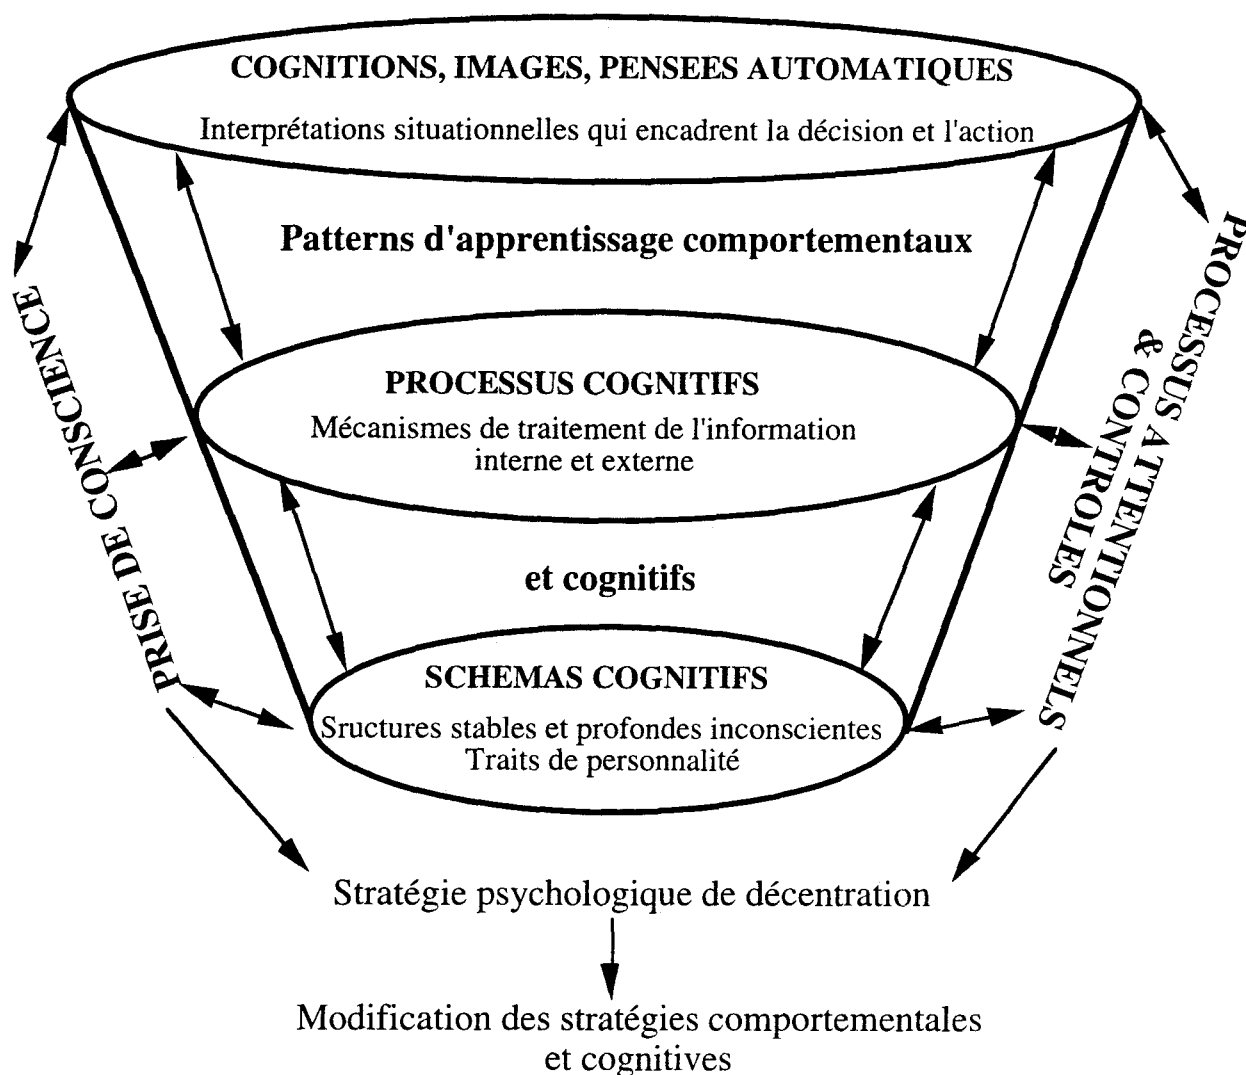 COGNITIONS, IMAGES, PENSEES AUTOMATIQUES
Interprétations situationnelles qui encadrent la décision et l'action
Patterns d'apprentissage comportementaux
PROCESSUS COGNITIFS
Mécanismes de traitement de l'information
interne et externe
et cognitifs
SCHEMAS COGNITIFS
Sructures stables et profondes inconscientes
Traits de personnalité
PRISE DE CONSCIENCE
PROCESSUS ATTENTIONNELS
& CONTROLES
Stratégie psychologique de décentration
Modification des stratégies comportementales
et cognitives